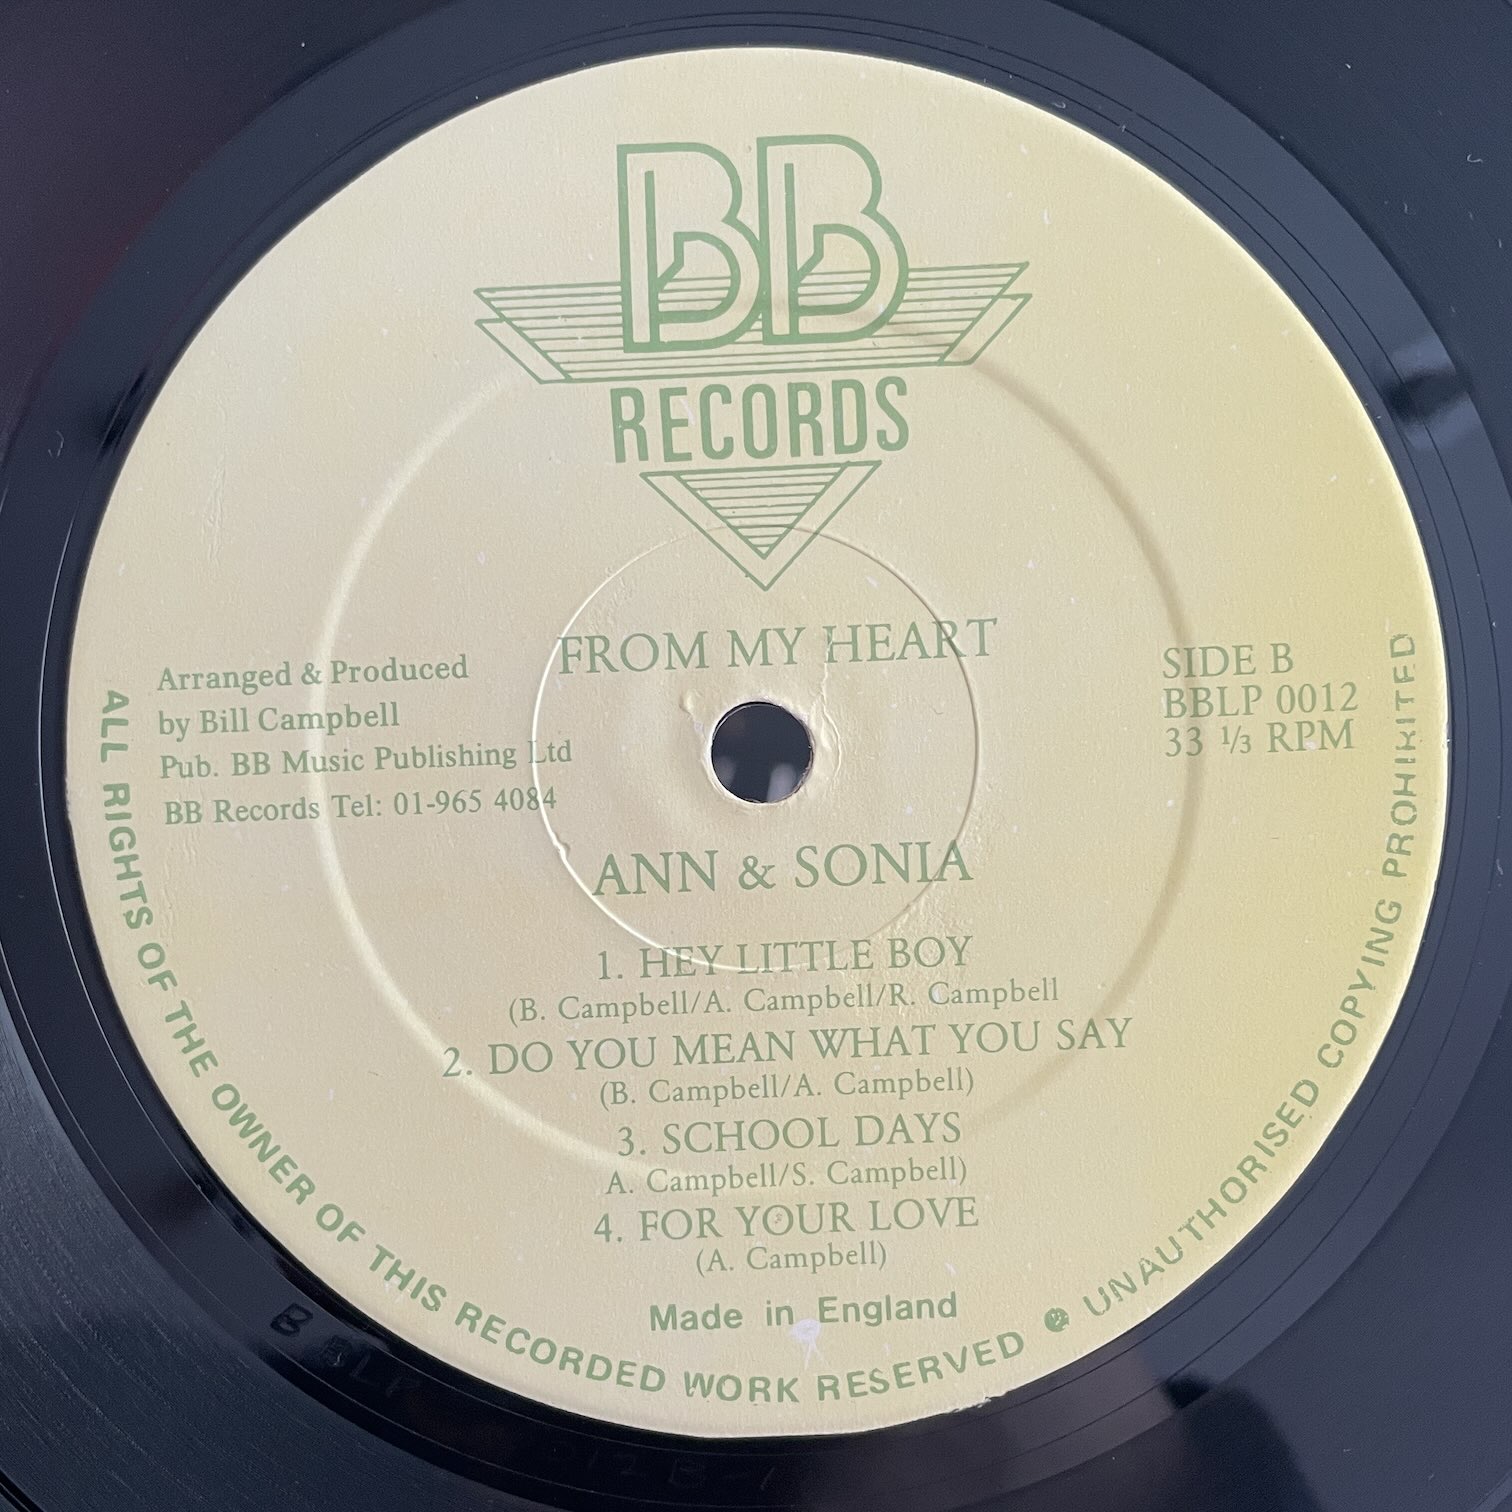 BB
RECORDS
FROM MY HEART
Arranged & Produced
by Bill Campbell
Pub. BB Music Publishing Ltd
BB Records Tel: 01-965 4084
SIDE B
BBLP 0012
33 1/3 RPM
ANN & SONIA
1. HEY LITTLE BOY
(B. Campbell/A. Campbell/R. Campbell
2. DO YOU MEAN WHAT YOU SAY
(B. Campbell/A. Campbell)
3. SCHOOL DAYS
A. Campbell/S. Campbell)
4. FOR YOUR LOVE
(A. Campbell)
Made in England
ALL RIGHTS OF THE OWNER OF THIS RECORDED WORK RESERVED ● UNAUTHORISED COPYING PROHIBITED